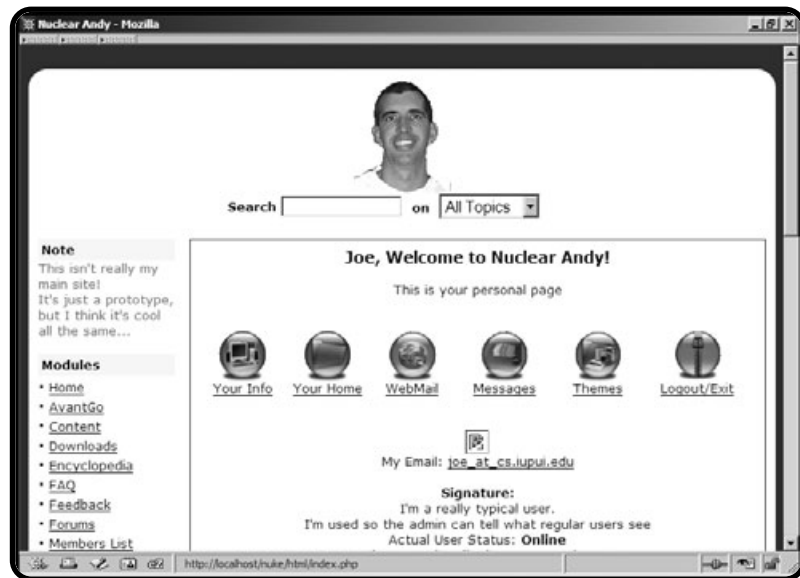 Nuclear Andy - Mozilla
Search on All Topics
Note
This isn't really my
main site!
It's just a prototype,
but I think it's cool
all the same...
Modules
• Home
• AvantGo
• Content
• Downloads
• Encyclopedia
• FAQ
• Feedback
• Forums
• Members List
Joe, Welcome to Nuclear Andy!
This is your personal page
Your Info Your Home WebMail Messages Themes Logout/Exit
My Email: joe_at_cs.iupui.edu
Signature:
I'm a really typical user.
I'm used so the admin can tell what regular users see
Actual User Status: Online
http://localhost/nuke/html/index.php